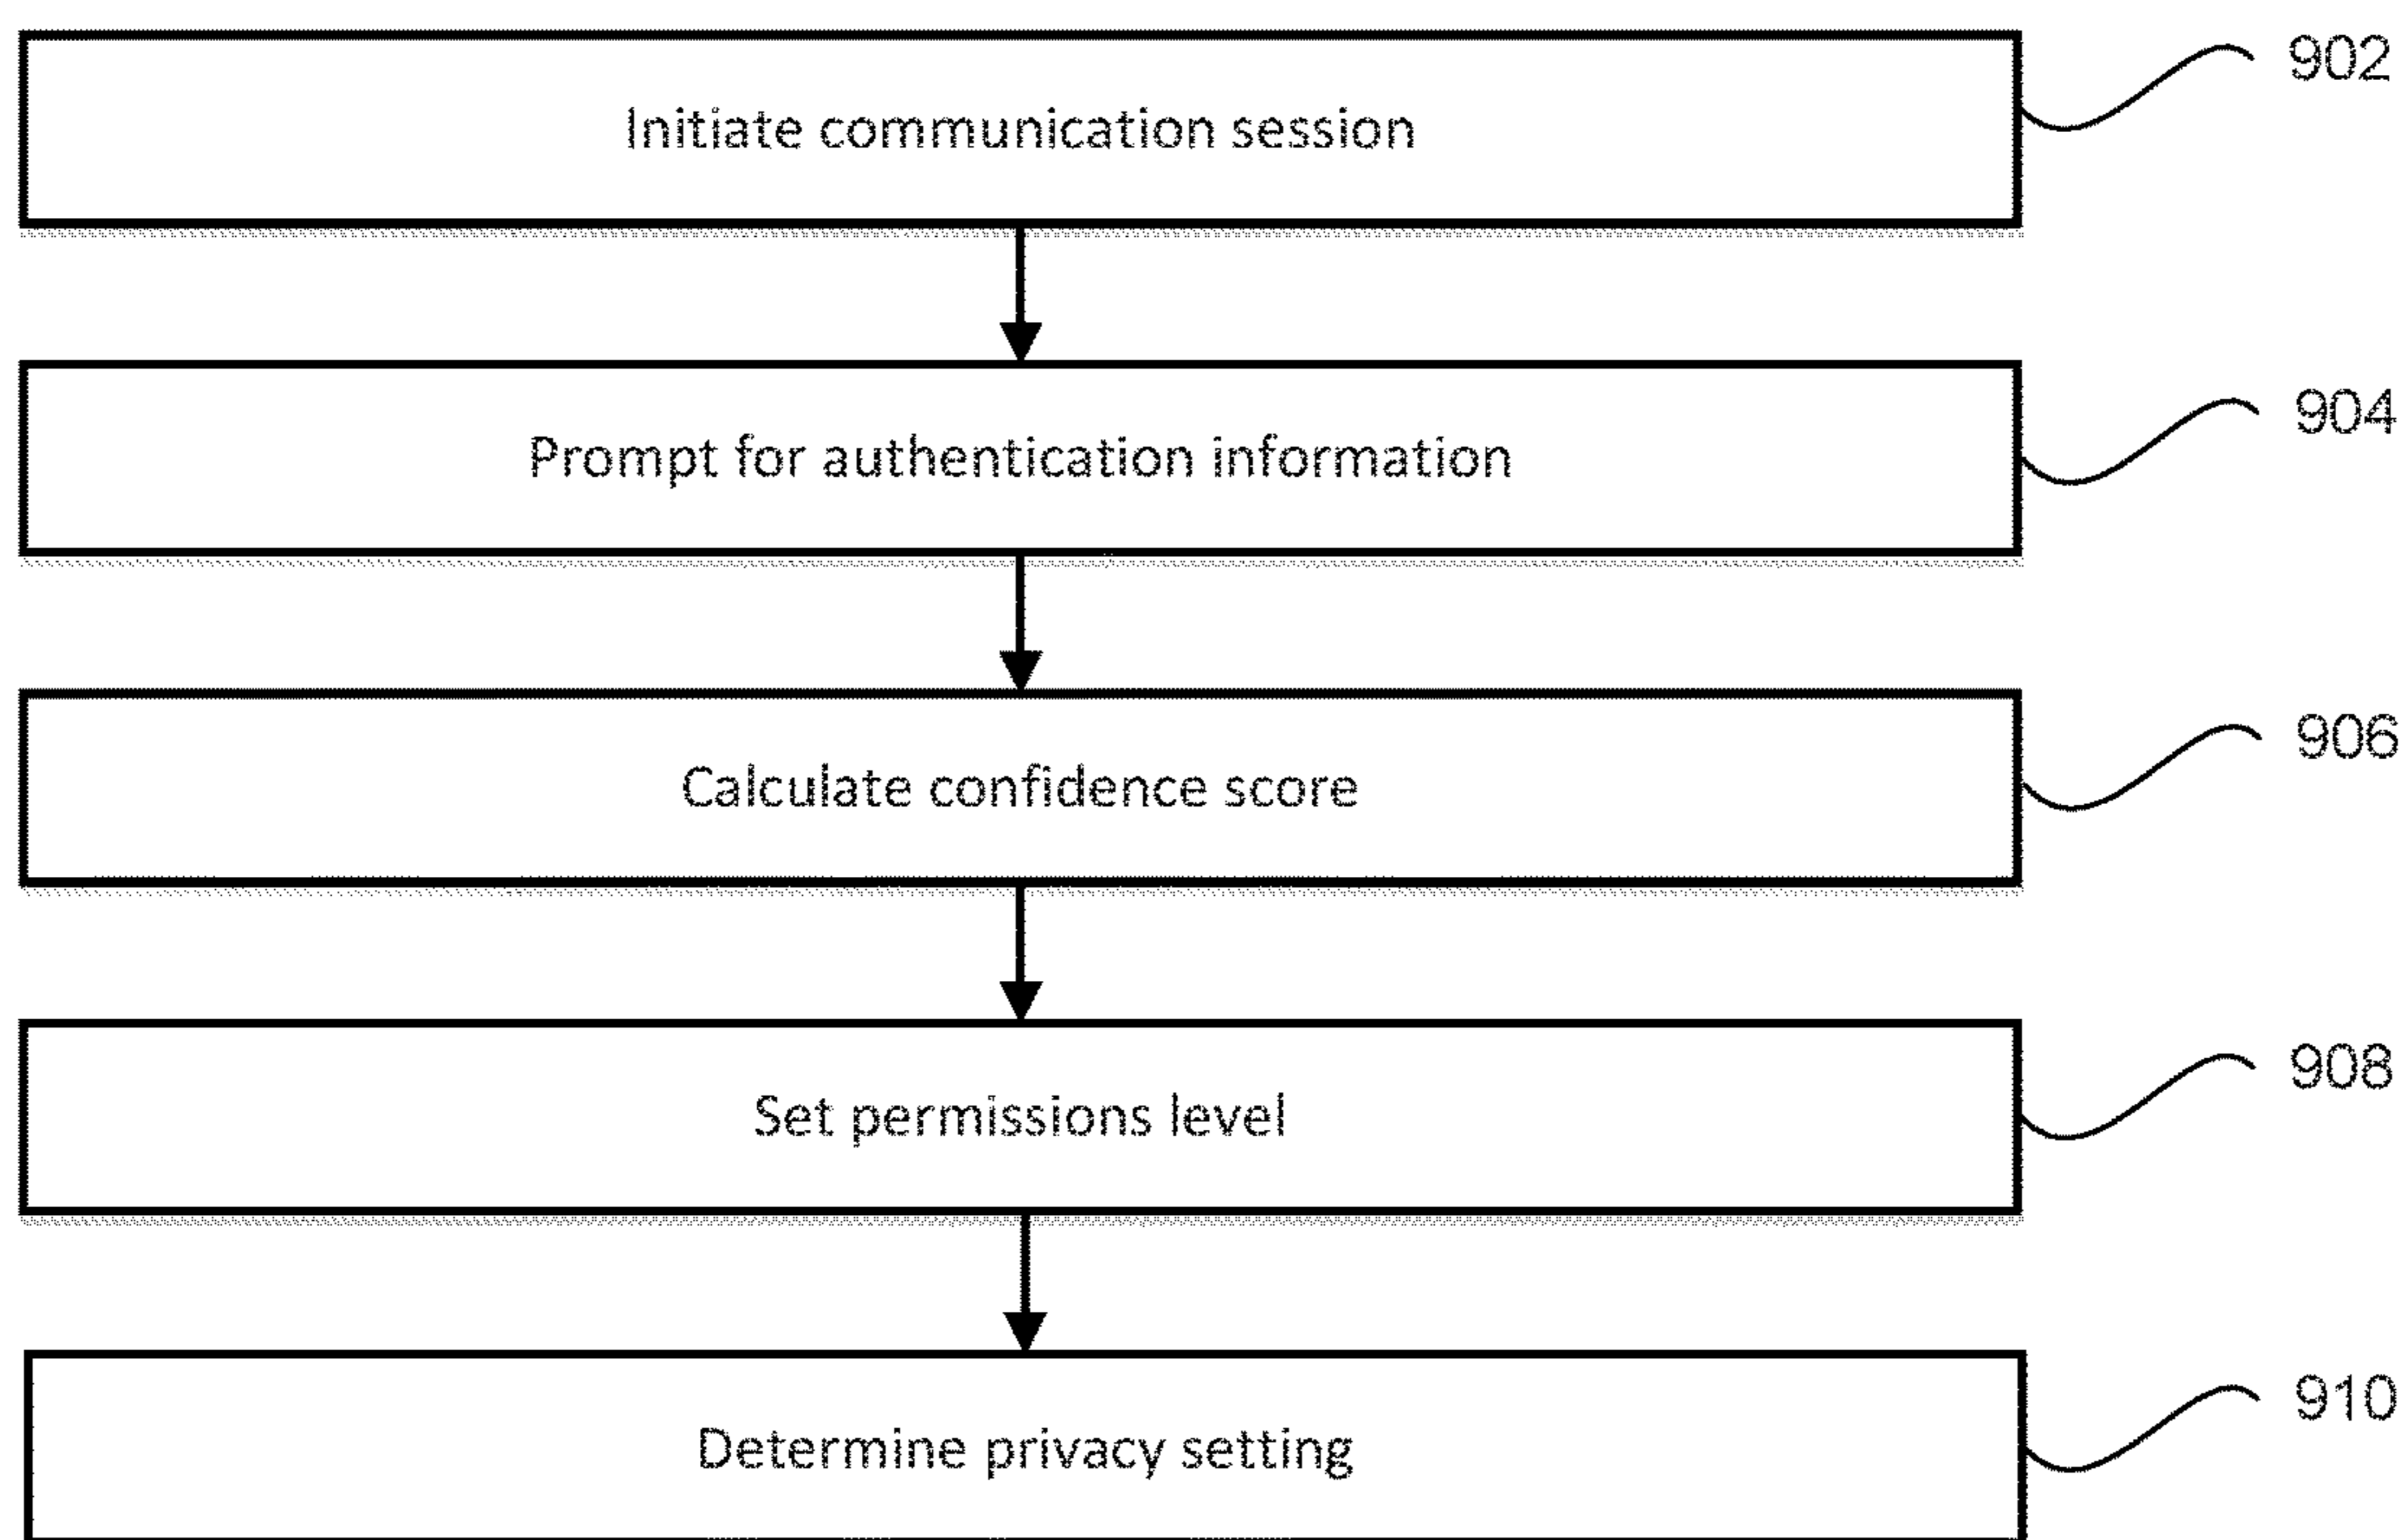 Initiate communication session
902
Prompt for authentication information
904
Calculate confidence score
906
Set permissions level
908
Determine privacy setting
910